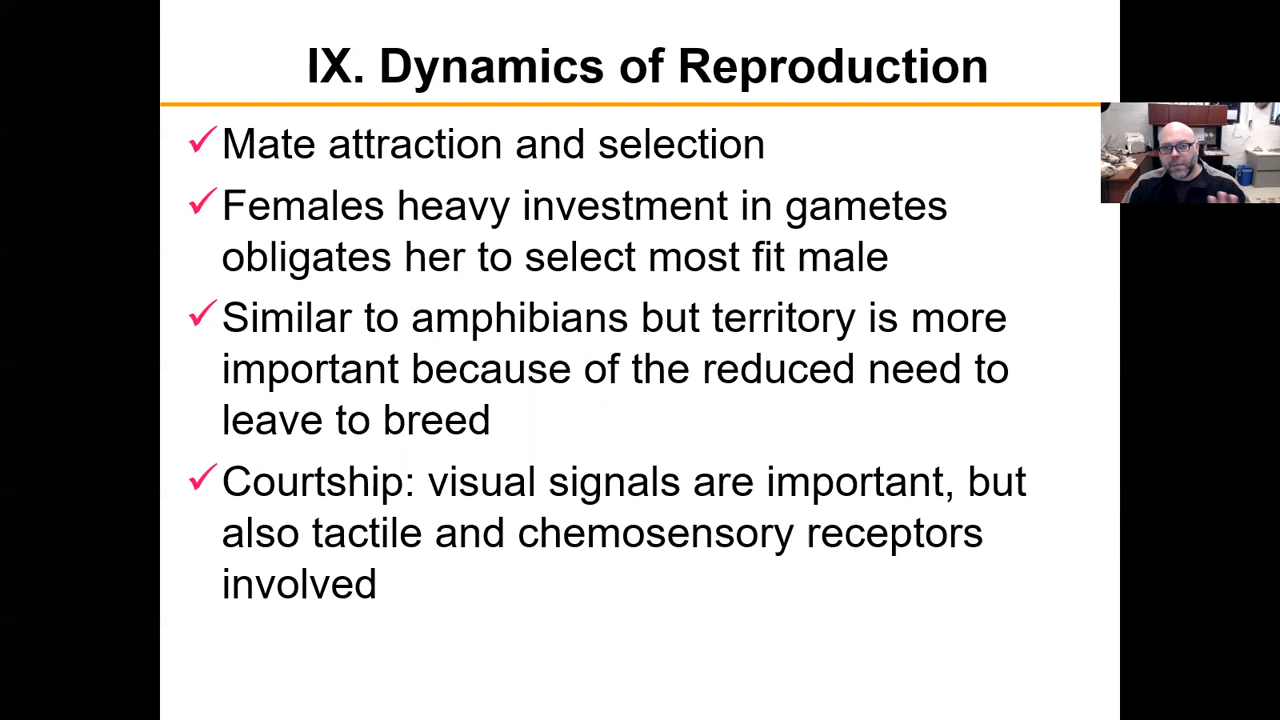 IX. Dynamics of Reproduction
✓Mate attraction and selection
✓Females heavy investment in gametes
obligates her to select most fit male
✓Similar to amphibians but territory is more
important because of the reduced need to
leave to breed
✓Courtship: visual signals are important, but
also tactile and chemosensory receptors
involved